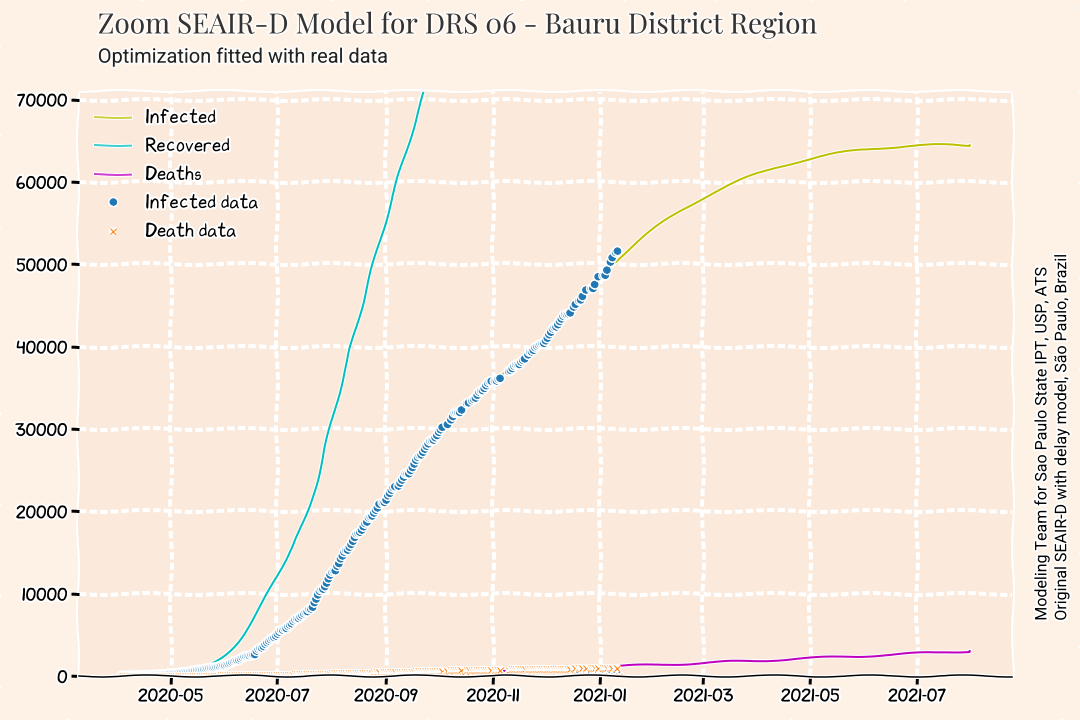 Zoom SEAIR-D Model for DRS 06 - Bauru District Region
Optimization fitted with real data
70000
60000
50000
40000
30000
20000
10000
0
Infected
Recovered
Deaths
Infected data
Death data
2020-05
2020-07
2020-09
2020-11
2021-01
2021-03
2021-05
2021-07
Modeling Team for Sao Paulo State IPT, USP, ATS
Original SEAIR-D with delay model, São Paulo, Brazil